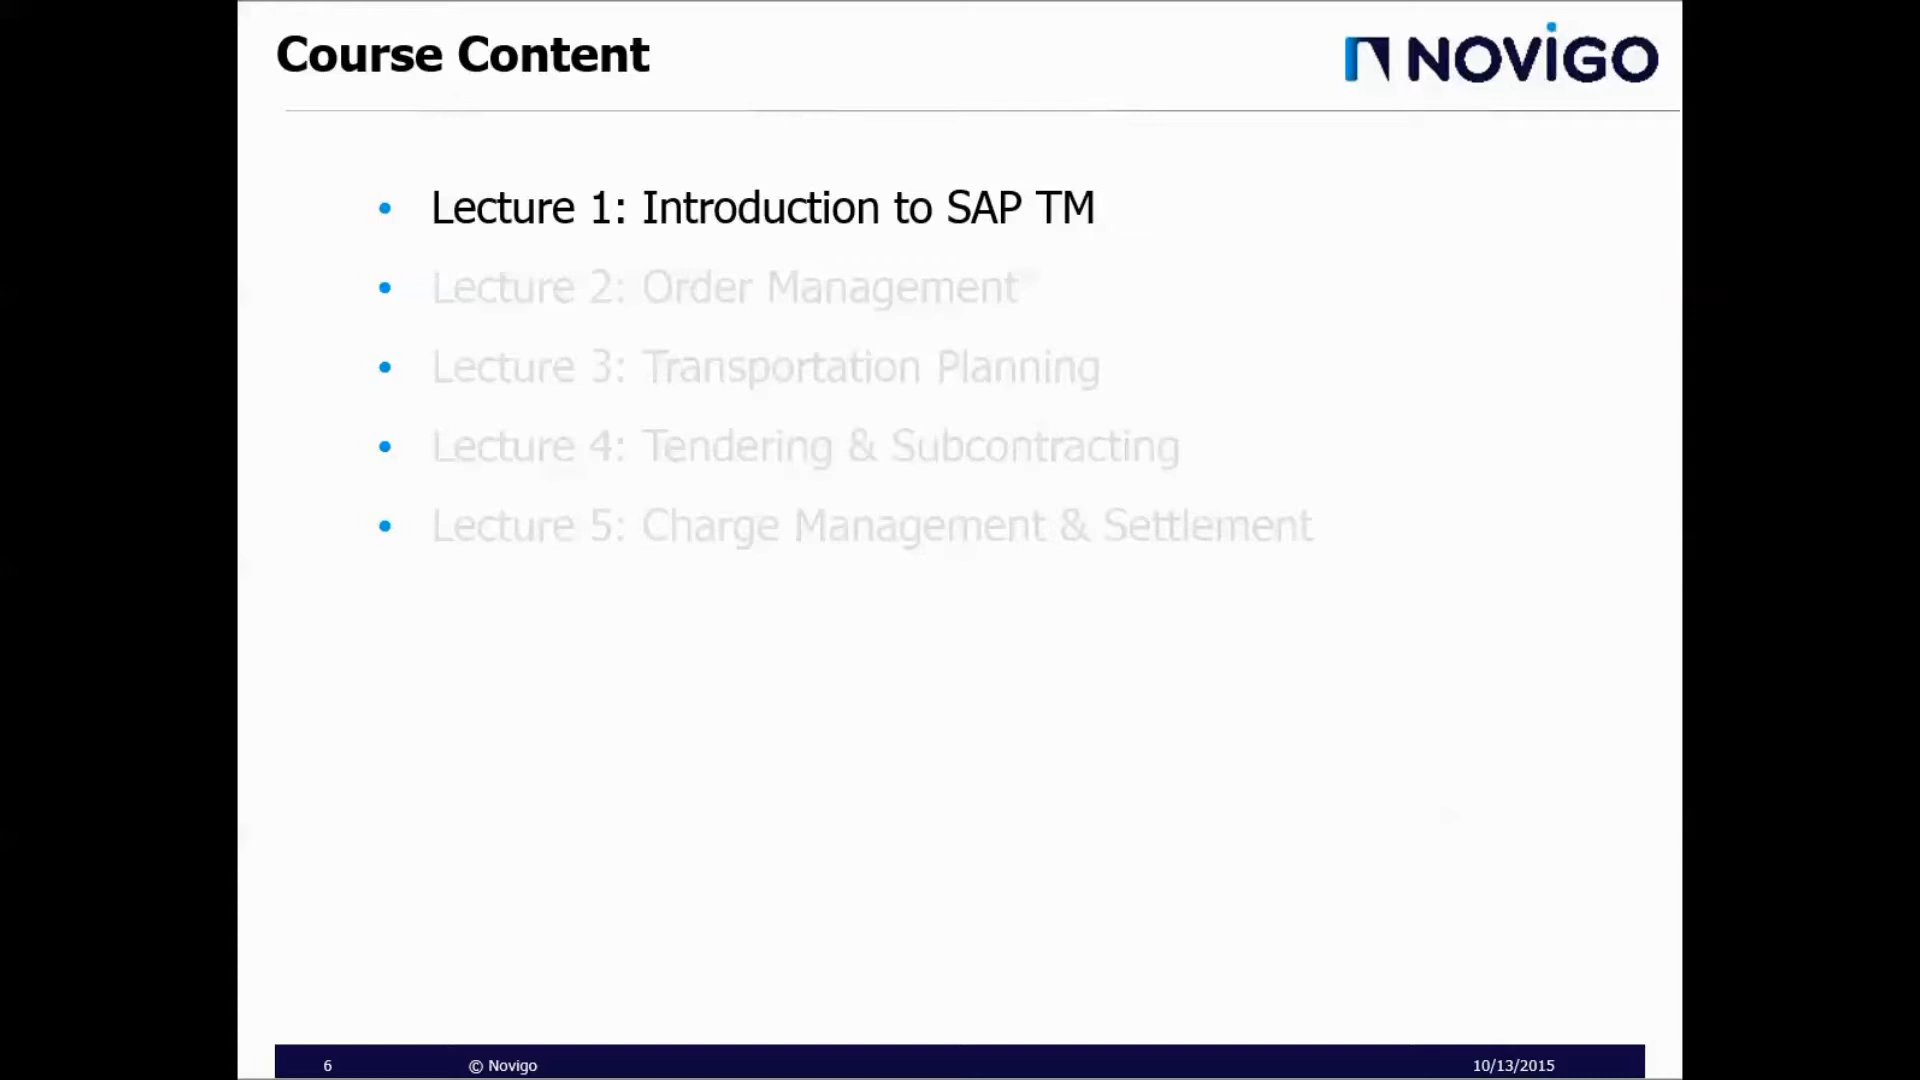 Course Content
NOVIGO
• Lecture 1: Introduction to SAP TM
• Lecture 2: Order Management
• Lecture 3: Transportation Planning
• Lecture 4: Tendering & Subcontracting
• Lecture 5: Charge Management & Settlement
6 © Novigo 10/13/2015